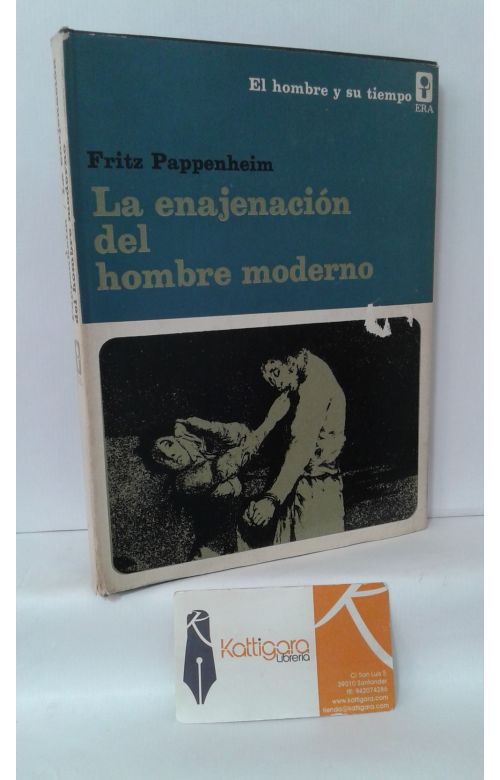 El hombre y su tiempo
ERA
Fritz Pappenheim
La enajenación
del
hombre moderno
Kattigara
Librería
C/ San Luis 5
39010 Santander
tlf: 942074286
www.kattigara.com
tienda@kattigara.com